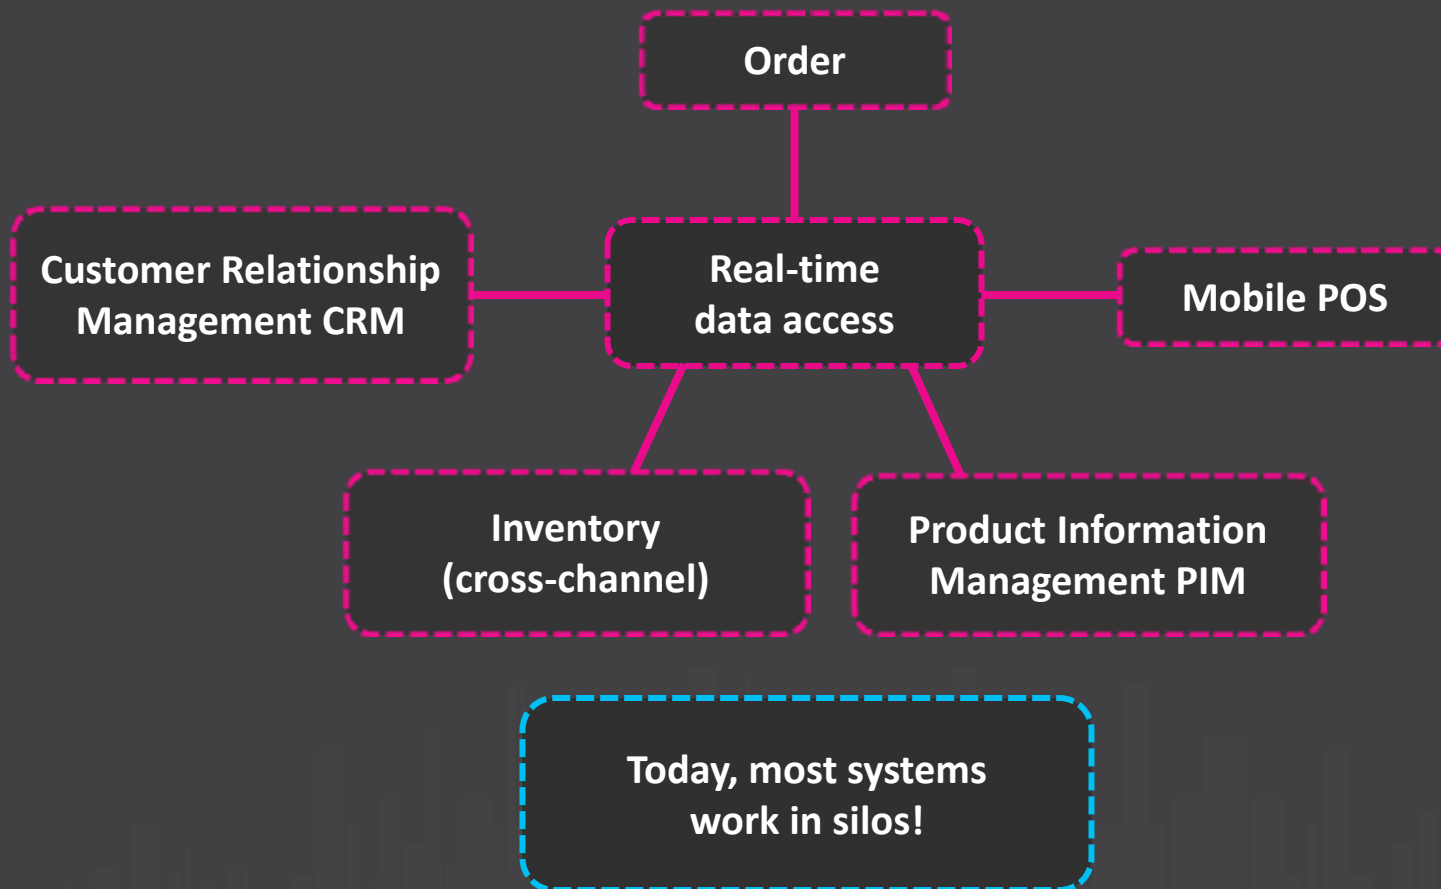 Order
Customer Relationship
Management CRM
Real-time
data access
Mobile POS
Inventory
(cross-channel)
Product Information
Management PIM
Today, most systems
work in silos!